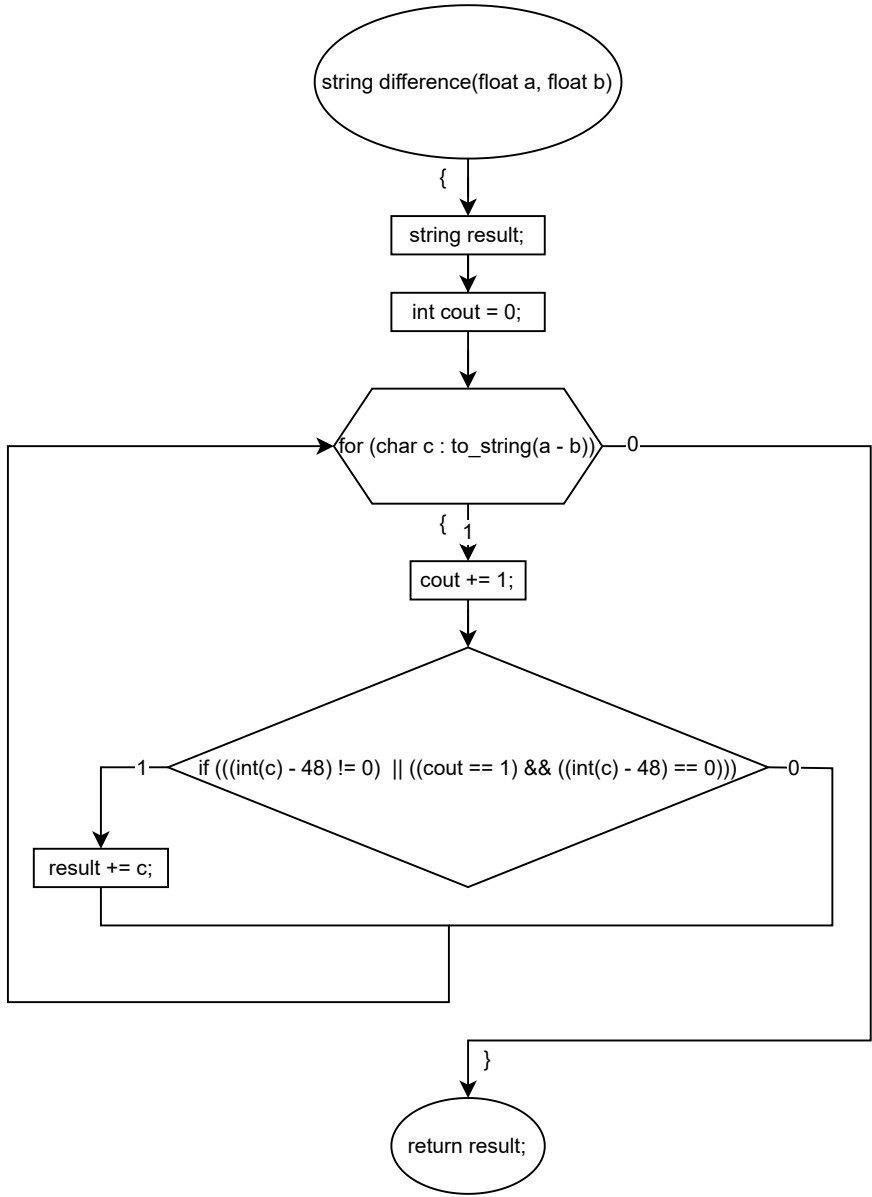 string difference(float a, float b)
{
string result;
int cout = 0;
for (char c : to_string(a - b))
0
{
1
cout += 1;
if (((int(c) - 48) != 0)  || ((cout == 1) && ((int(c) - 48) == 0)))
1
0
result += c;
}
return result;